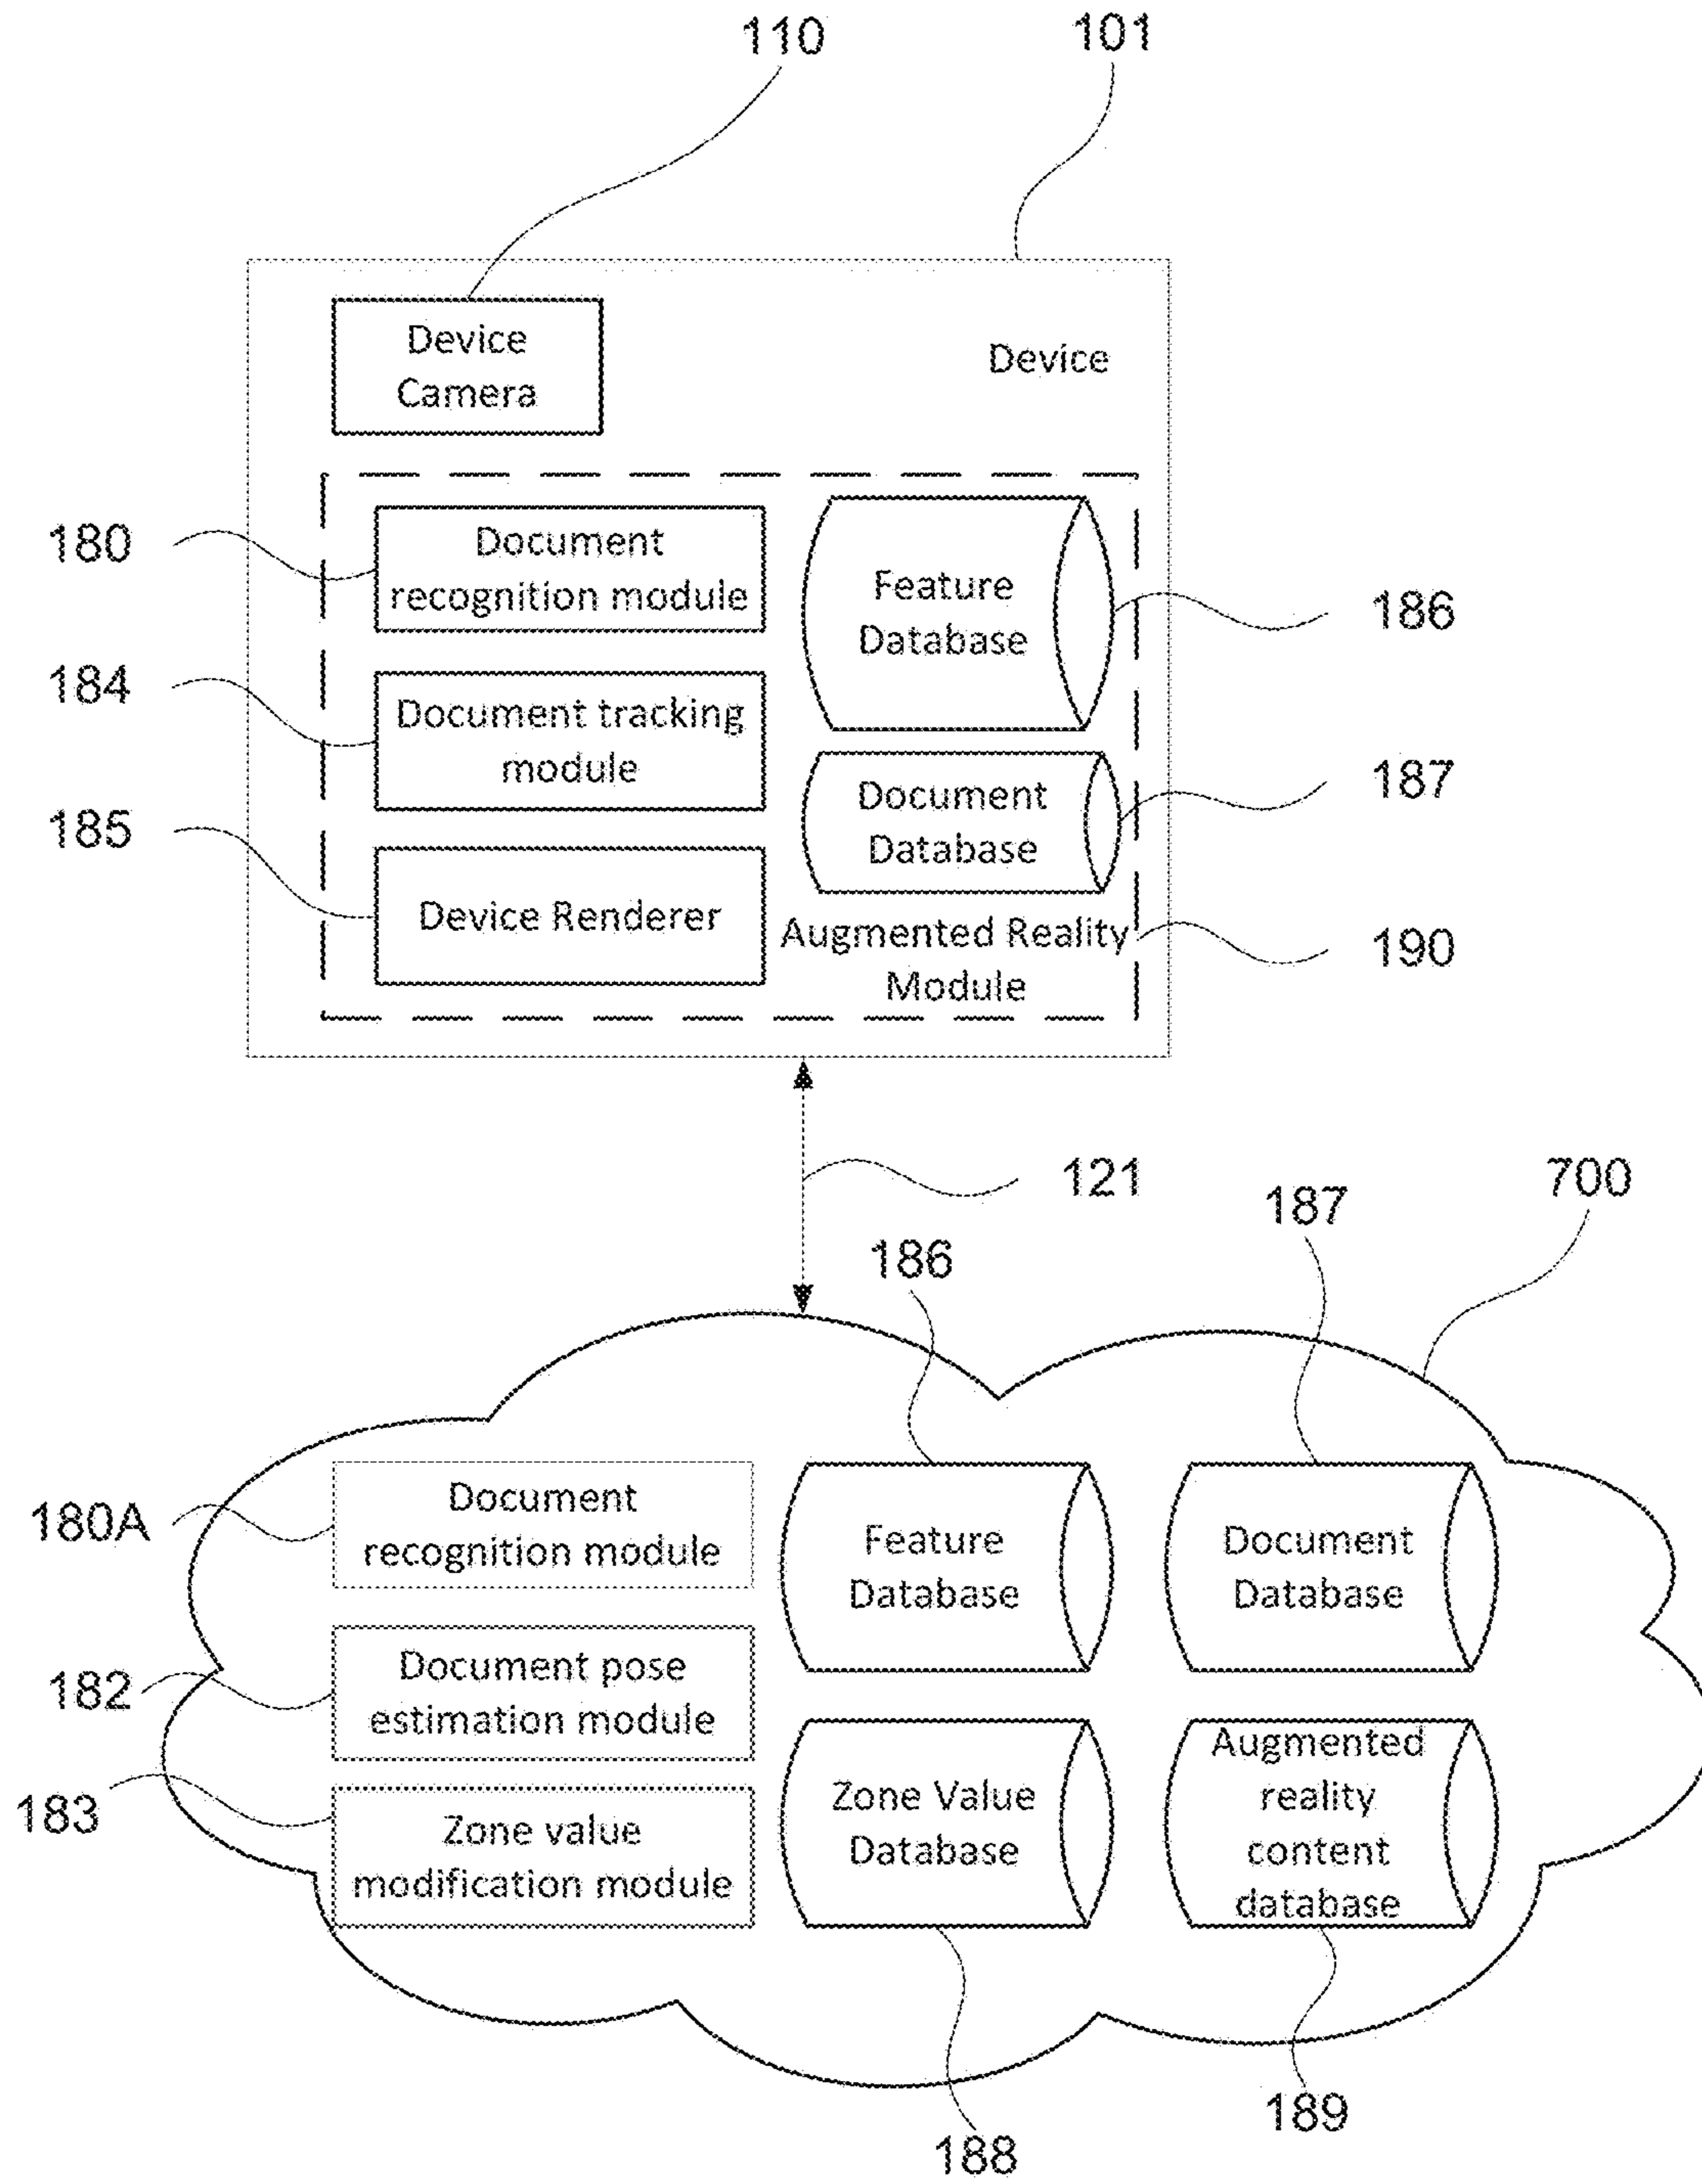 110
101
Device
Camera
Device
180
Document
recognition module
Feature
Database
186
184
Document tracking
module
Document
Database
187
185
Device Renderer
Augmented Reality
Module
190
121
700
187
186
180A
Document
recognition module
Feature
Database
Document
Database
182
Document pose
estimation module
183
Zone value
modification module
Zone Value
Database
Augmented
reality
content
database
189
188